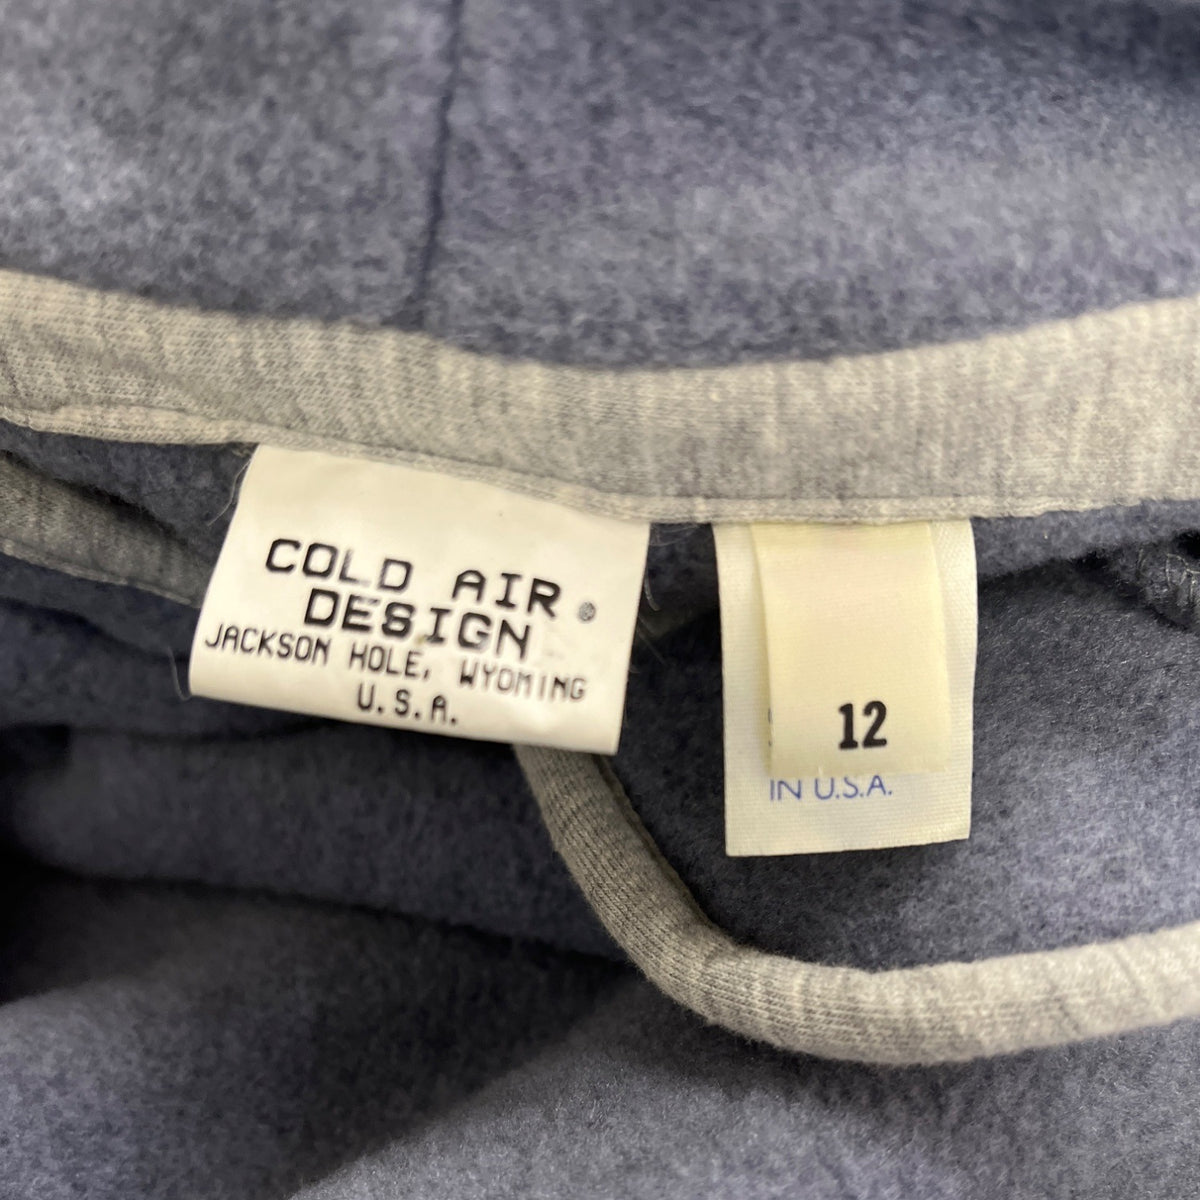 COLD AIR
DESIGN ®
JACKSON HOLE, WYOMING
U.S.A.
12
IN U.S.A.